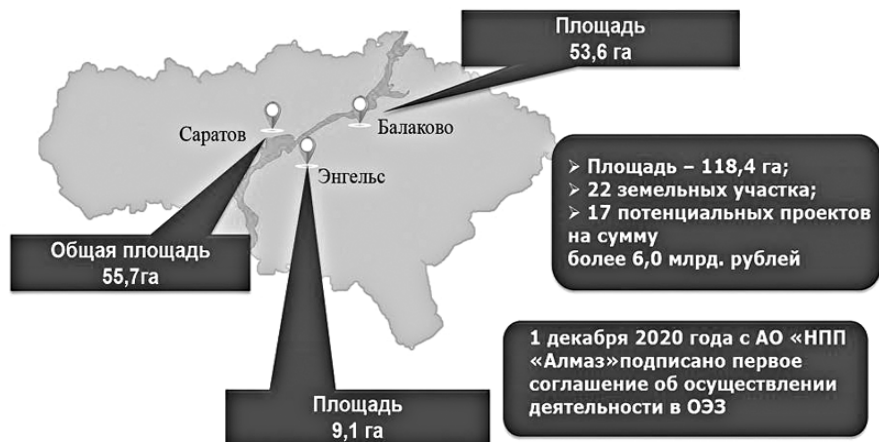 Площадь
53,6 га
Саратов
Балаково
Энгельс
Общая площадь
55,7га
Площадь
9,1 га
➢ Площадь – 118,4 га;
➢ 22 земельных участка;
➢ 17 потенциальных проектов
на сумму
более 6,0 млрд. рублей
1 декабря 2020 года с АО «НПП
«Алмаз»подписано первое
соглашение об осуществлении
деятельности в ОЭЗ